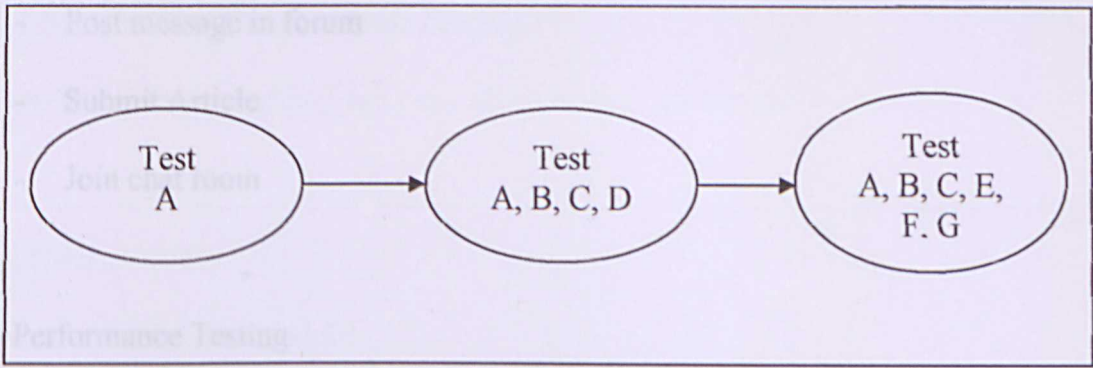 Post message in forum
- Submit Article
- Join chat room
Test
A
Test
A, B, C, D
Test
A, B, C, E,
F, G
Performance Testing